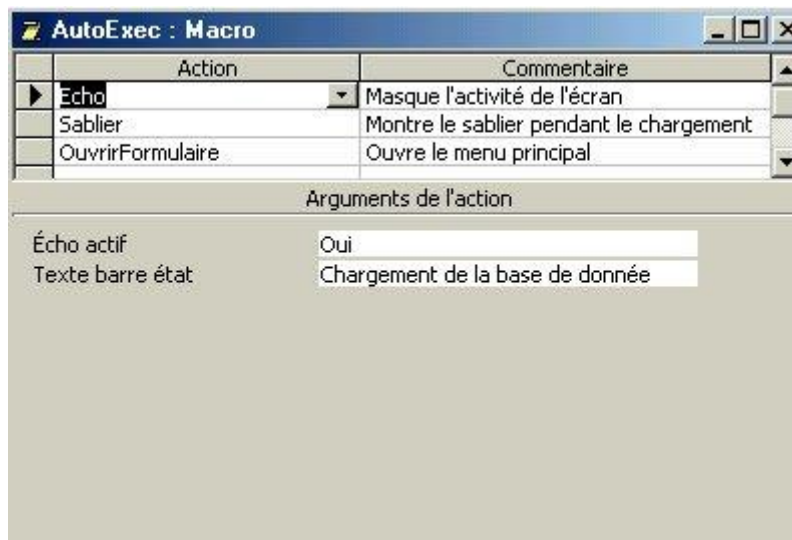 AutoExec : Macro
Action Commentaire
Echo Masque l'activité de l'écran
Sablier Montre le sablier pendant le chargement
OuvrirFormulaire Ouvre le menu principal
Arguments de l'action
Écho actif Oui
Texte barre état Chargement de la base de donnée